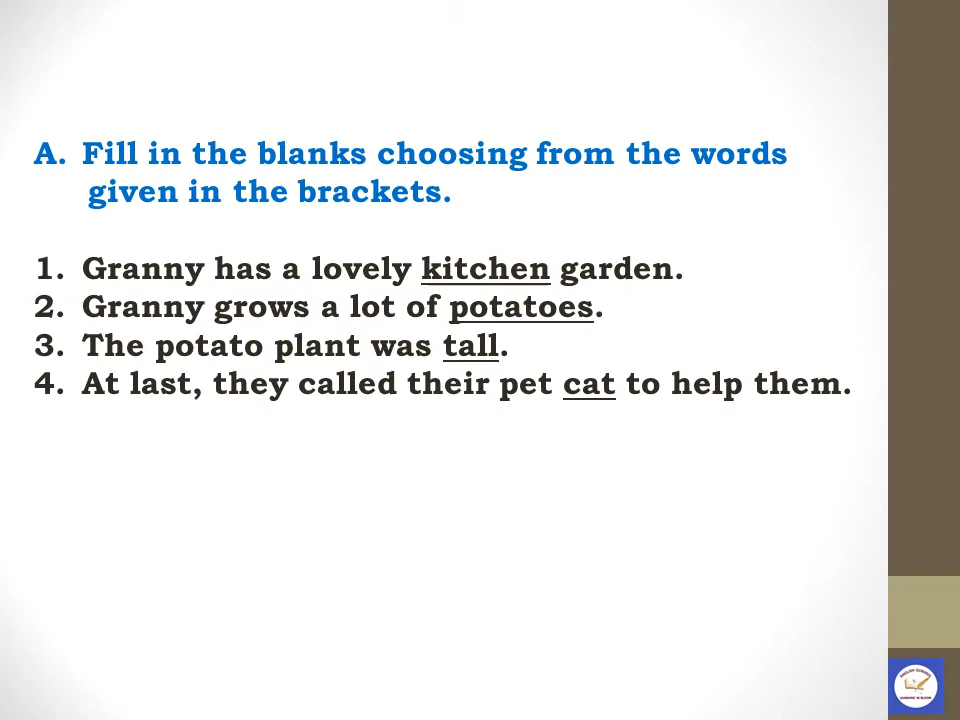 A. Fill in the blanks choosing from the words
given in the brackets.
1. Granny has a lovely kitchen garden.
2. Granny grows a lot of potatoes.
3. The potato plant was tall.
4. At last, they called their pet cat to help them.